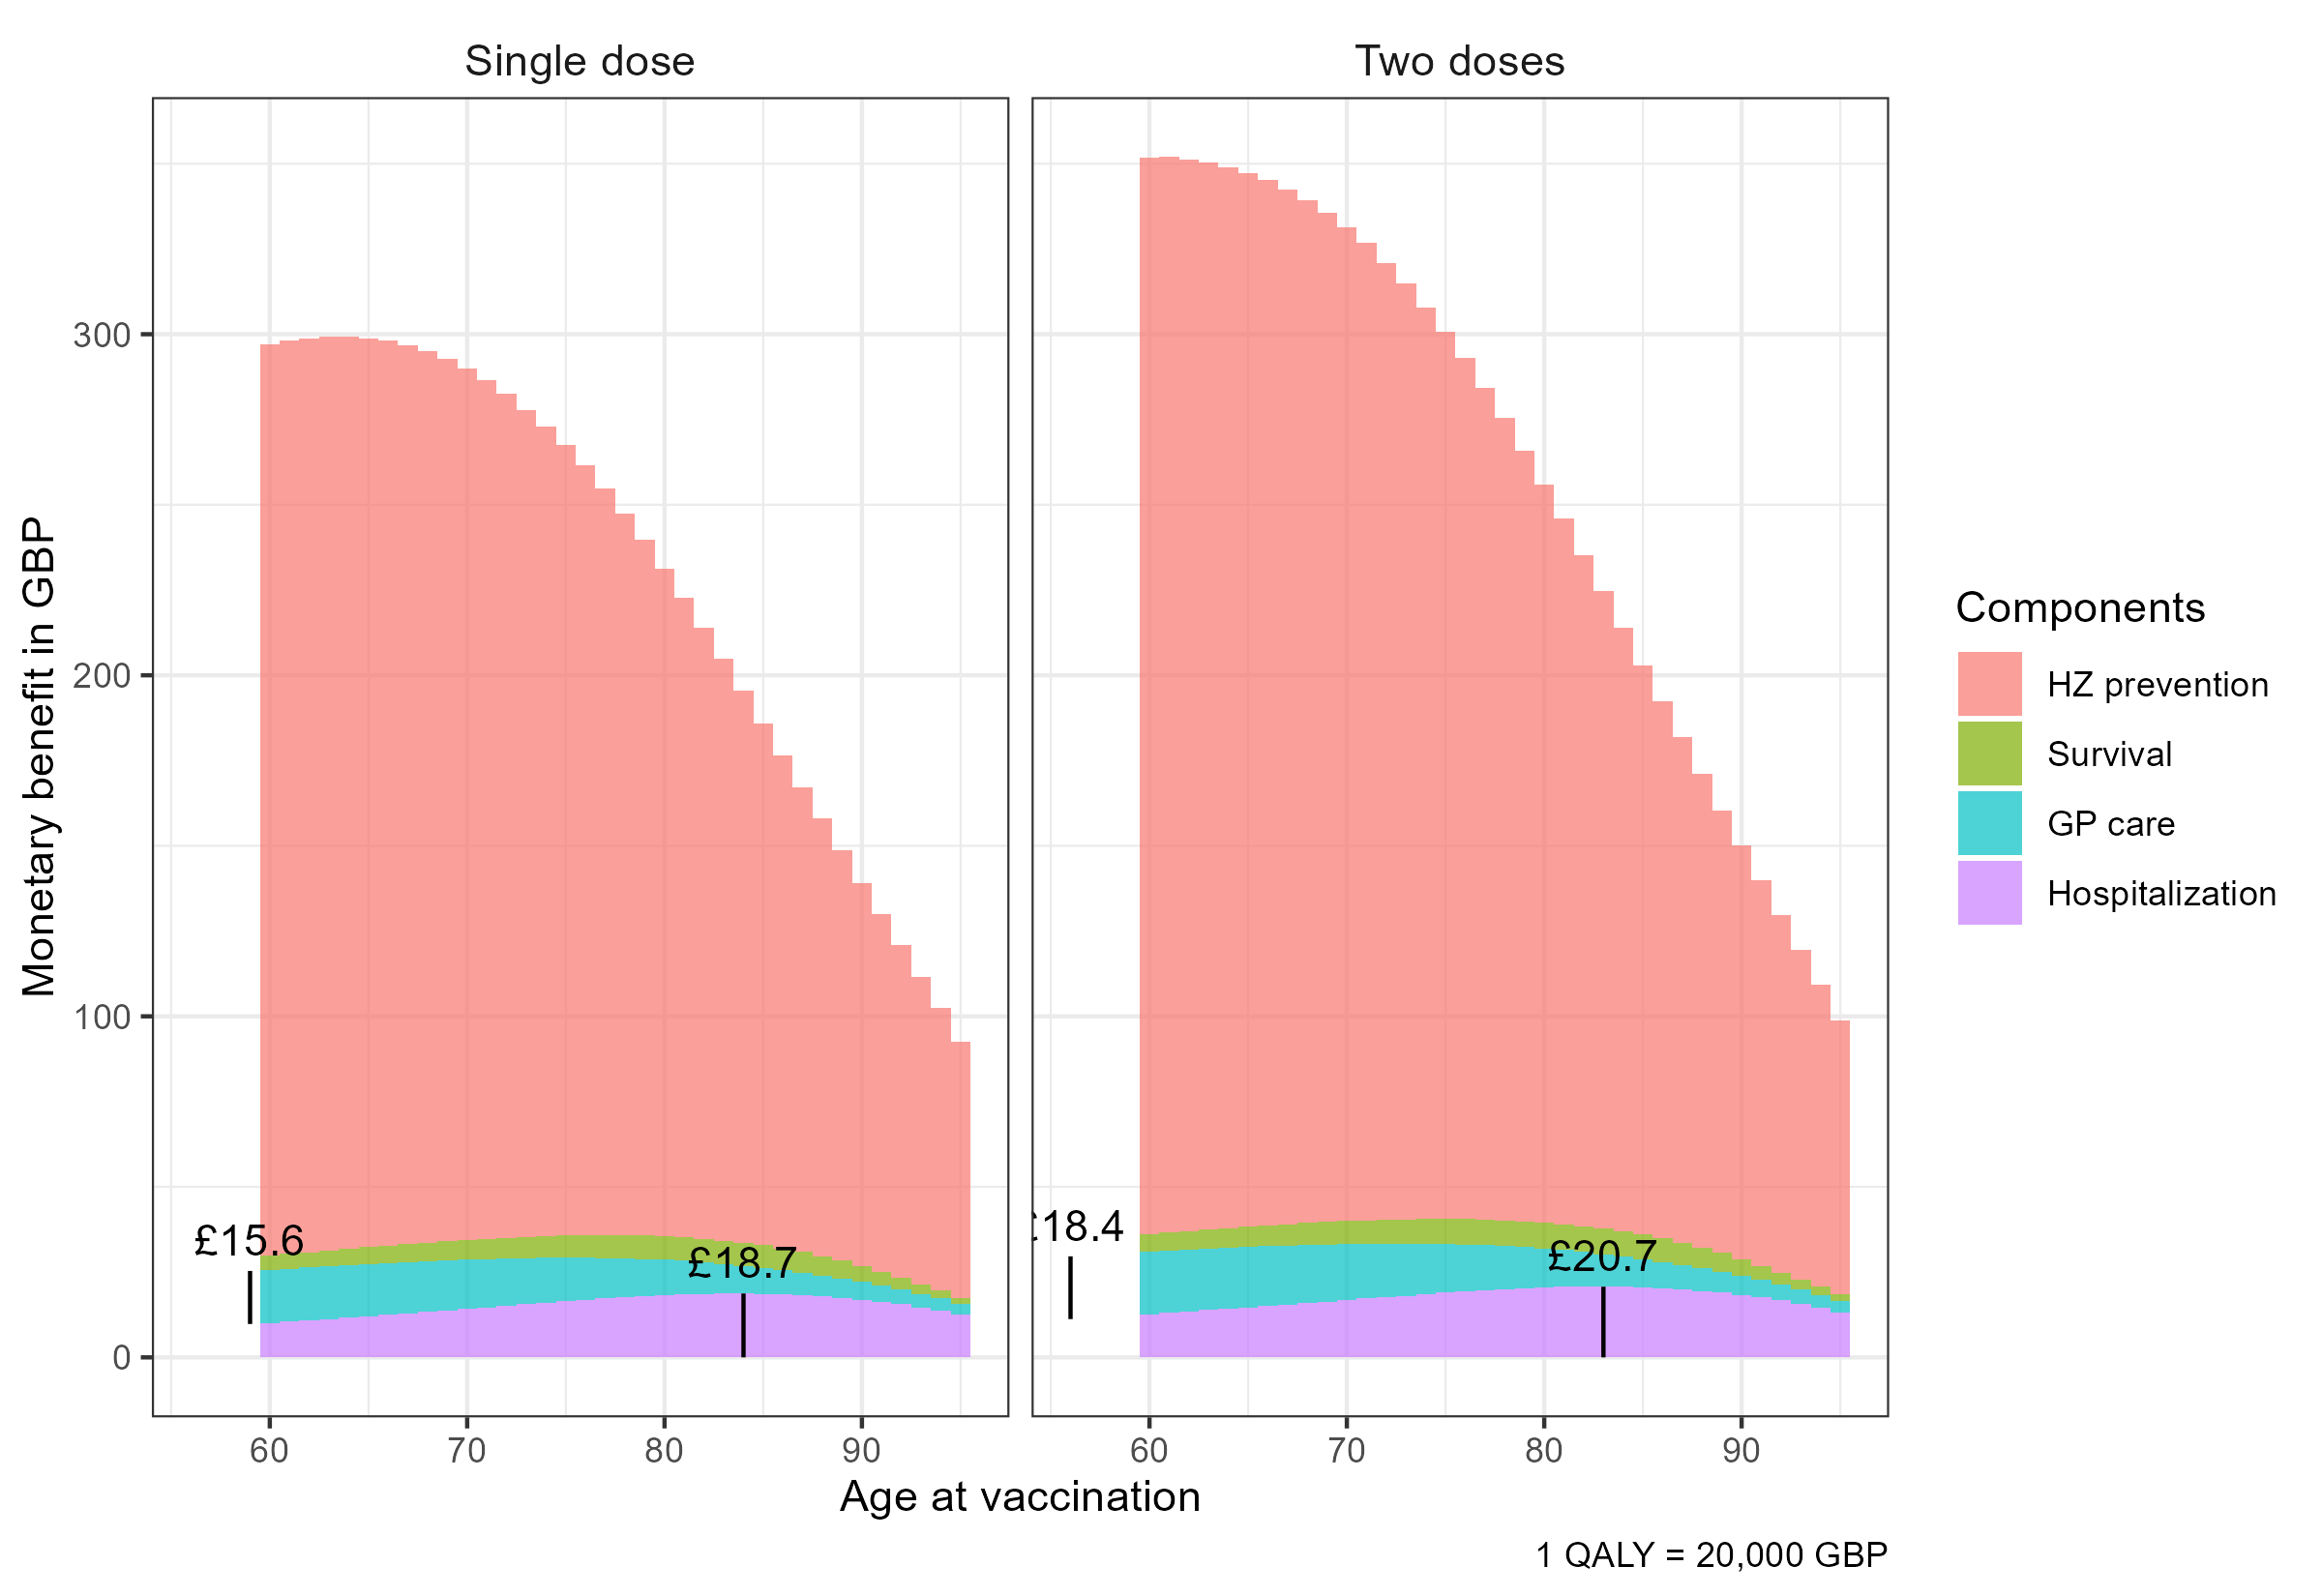 Single dose
Two doses
Monetary benefit in GBP
300
200
100
0
£15.6
£18.7
£18.4
£20.7
60
70
80
90
60
70
80
90
Age at vaccination
Components
HZ prevention
Survival
GP care
Hospitalization
1 QALY = 20,000 GBP